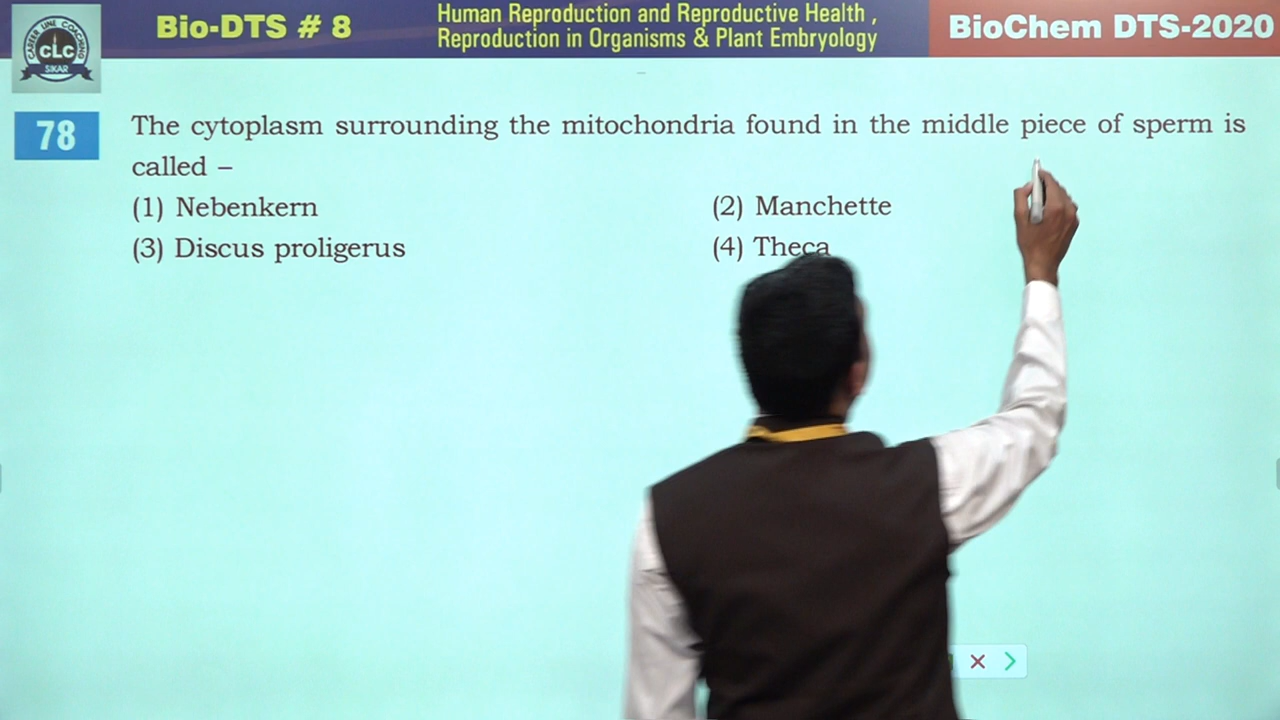 Bio-DTS # 8
Human Reproduction and Reproductive Health ,
Reproduction in Organisms & Plant Embryology
BioChem DTS-2020
CAREER LINE COACHING
CLC
SIKAR
78
The cytoplasm surrounding the mitochondria found in the middle piece of sperm is
called –
(1) Nebenkern
(2) Manchette
(3) Discus proligerus
(4) Theca